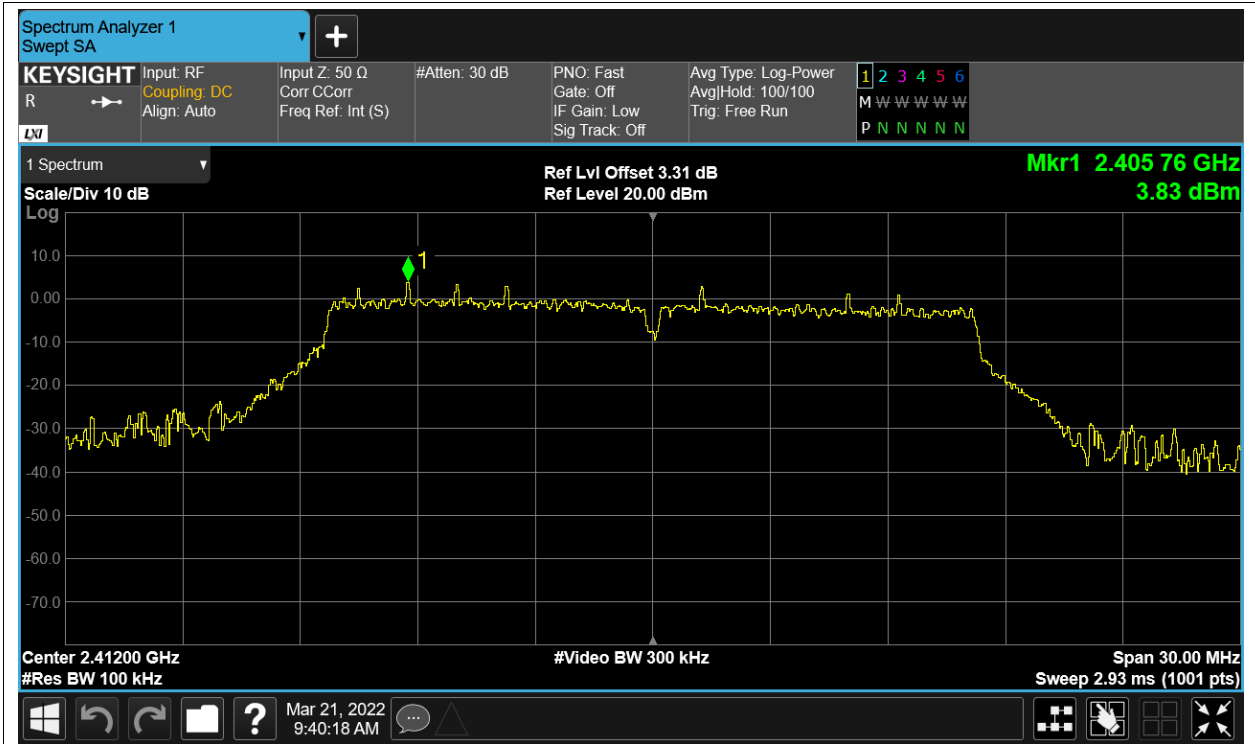 Spectrum Analyzer 1
Swept SA
KEYSIGHT
R
LXI
Input: RF
Coupling: DC
Align: Auto
Input Z: 50 Ω
Corr CCorr
Freq Ref: Int (S)
#Atten: 30 dB
PNO: Fast
Gate: Off
IF Gain: Low
Sig Track: Off
Avg Type: Log-Power
Avg|Hold: 100/100
Trig: Free Run
1 2 3 4 5 6
M W W W W W
P N N N N N
1 Spectrum
Scale/Div 10 dB
Log
Ref Lvl Offset 3.31 dB
Ref Level 20.00 dBm
Mkr1 2.405 76 GHz
3.83 dBm
1
10.0
0.00
-10.0
-20.0
-30.0
-40.0
-50.0
-60.0
-70.0
Center 2.41200 GHz
#Video BW 300 kHz
Span 30.00 MHz
#Res BW 100 kHz
Sweep 2.93 ms (1001 pts)
?
Mar 21, 2022
9:40:18 AM